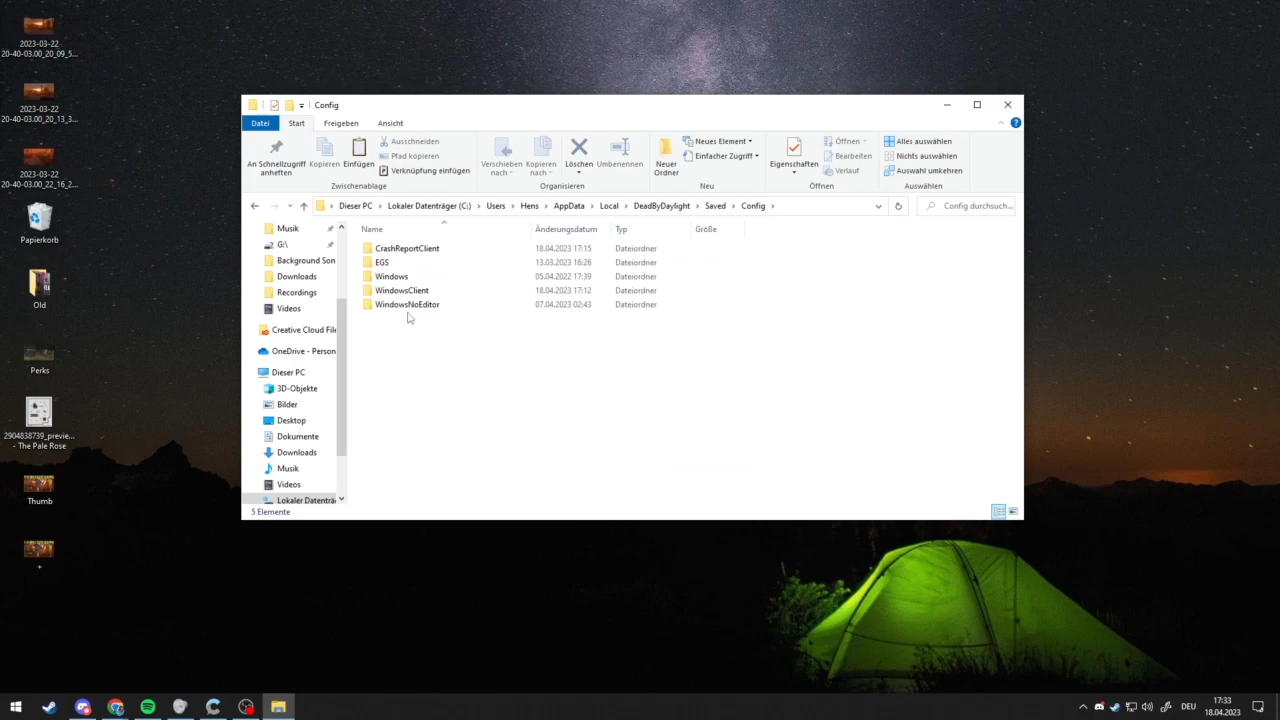 2023-03-22
20-40-03.00_20_09_5...
2023-03-22
20-40-03.00_20_13_3...
2023-03-22
20-40-03.00_22_16_2...
Papierkorb
Old
Perks
2904838739_previe...
- The Pale Rose
Thumb
+
Config
Datei Start Freigeben Ansicht
An Schnellzugriff
anheften
Kopieren
Einfügen
Ausschneiden
Pfad kopieren
Verknüpfung einfügen
Zwischenablage
Verschieben
nach
Kopieren
nach
Löschen
Umbenennen
Organisieren
Neuer
Ordner
Neues Element
Einfacher Zugriff
Neu
Eigenschaften
Öffnen
Bearbeiten
Verlauf
Öffnen
Alles auswählen
Nichts auswählen
Auswahl umkehren
Auswählen
Dieser PC > Lokaler Datenträger (C:) > Users > Hens > AppData > Local > DeadByDaylight > Saved > Config >
Config durchsuch...
Musik
G:\
Background Son
Downloads
Recordings
Videos
Creative Cloud File
OneDrive - Person
Dieser PC
3D-Objekte
Bilder
Desktop
Dokumente
Downloads
Musik
Videos
Lokaler Datenträ
Name Änderungsdatum Typ Größe
CrashReportClient 18.04.2023 17:15 Dateiordner
EGS 13.03.2023 16:26 Dateiordner
Windows 05.04.2022 17:39 Dateiordner
WindowsClient 18.04.2023 17:12 Dateiordner
WindowsNoEditor 07.04.2023 02:43 Dateiordner
5 Elemente
DEU
17:33
18.04.2023